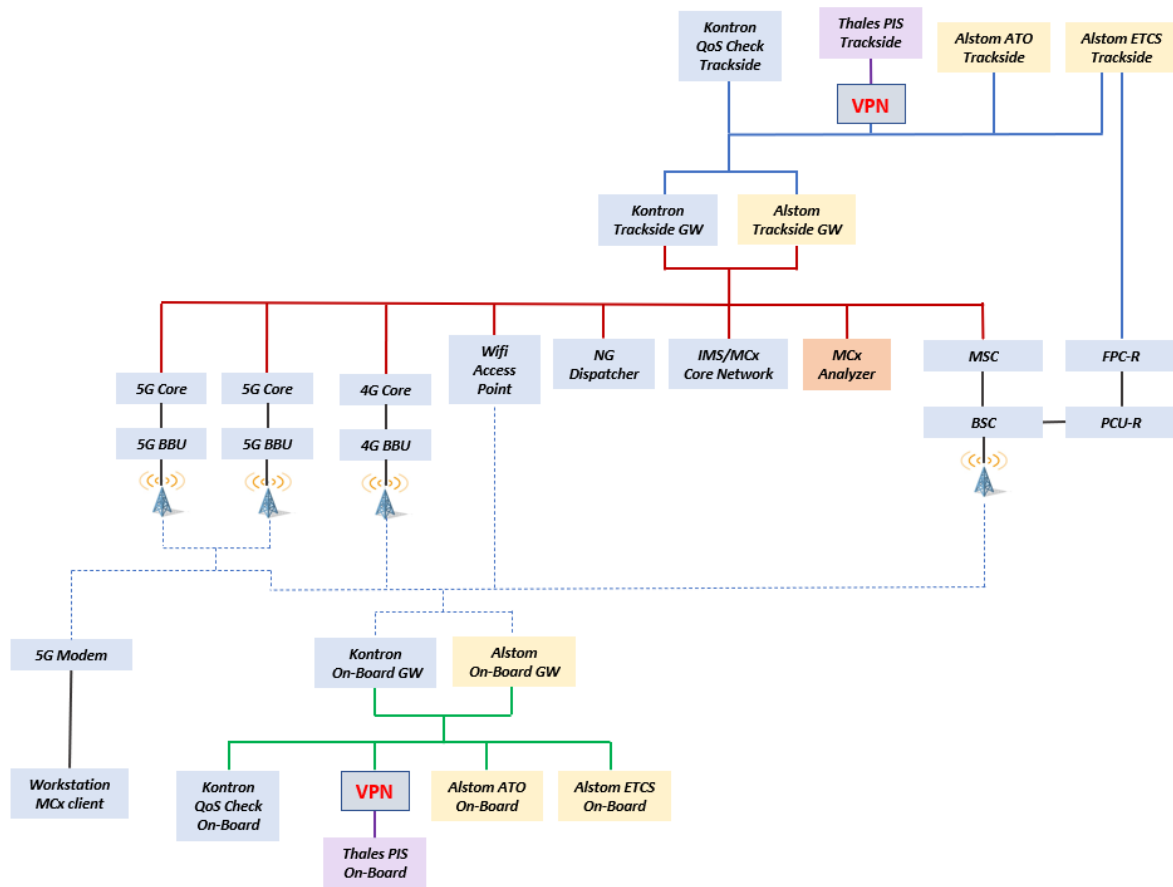 Kontron
QoS Check
Trackside
Thales PIS
Trackside
Alstom ATO
Trackside
Alstom ETCS
Trackside
VPN
Kontron
Trackside GW
Alstom
Trackside GW
5G Core
5G Core
4G Core
Wifi
Access
Point
NG
Dispatcher
IMS/MCx
Core Network
MCx
Analyzer
MSC
FPC-R
5G BBU
5G BBU
4G BBU
BSC
PCU-R
5G Modem
Kontron
On-Board GW
Alstom
On-Board GW
Workstation
MCx client
Kontron
QoS Check
On-Board
VPN
Alstom ATO
On-Board
Alstom ETCS
On-Board
Thales PIS
On-Board